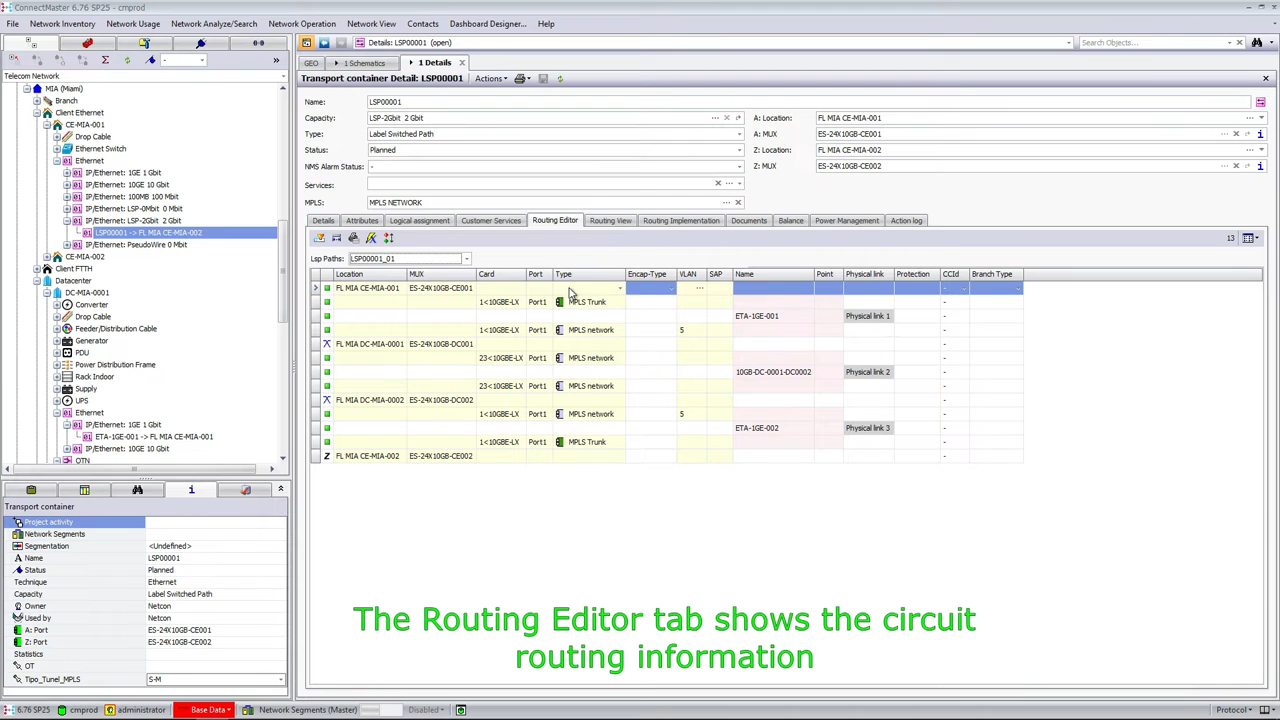 ConnectMaster 6.76 SP25 - cmprod
File Network Inventory Network Usage Network Analyze/Search Network Operation Network View Contacts Dashboard Designer... Help
Details: LSP00001 (open)
Search Objects...
GEO 1 Schematics 1 Details
Telecom Network
Transport container Detail: LSP00001 Actions
MIA (Miami)
Branch
Client Ethernet
CE-MIA-001
Drop Cable
Ethernet Switch
Ethernet
IP/Ethernet: 1GE 1 Gbit
IP/Ethernet: 10GE 10 Gbit
IP/Ethernet: 100MB 100 Mbit
IP/Ethernet: LSP-0Mbit 0 Mbit
IP/Ethernet: LSP-2Gbit 2 Gbit
LSP00001 -> FL MIA CE-MIA-002
IP/Ethernet: PseudoWire 0 Mbit
CE-MIA-002
Client FTTH
Datacenter
DC-MIA-0001
Converter
Drop Cable
Feeder/Distribution Cable
Generator
PDU
Power Distribution Frame
Rack Indoor
Supply
UPS
Ethernet
IP/Ethernet: 1GE 1 Gbit
ETA-1GE-001 -> FL MIA CE-MIA-001
IP/Ethernet: 10GE 10 Gbit
OTN
Name: LSP00001
Capacity: LSP-2Gbit 2 Gbit
A: Location: FL MIA CE-MIA-001
Type: Label Switched Path
A: MUX ES-24X10GB-CE001
Status: Planned
Z: Location: FL MIA CE-MIA-002
NMS Alarm Status: -
Z: MUX ES-24X10GB-CE002
Services:
MPLS: MPLS NETWORK
Details Attributes Logical assignment Customer Services Routing Editor Routing View Routing Implementation Documents Balance Power Management Action log
13
Lsp Paths: LSP00001_01
Location MUX Card Port Type Encap-Type VLAN SAP Name Point Physical link Protection CCId Branch Type
FL MIA CE-MIA-001 ES-24X10GB-CE001 -
1<10GBE-LX Port1 MPLS Trunk -
ETA-1GE-001 Physical link 1 -
1<10GBE-LX Port1 MPLS network 5 -
FL MIA DC-MIA-0001 ES-24X10GB-DC001 -
23<10GBE-LX Port1 MPLS network -
10GB-DC-0001-DC0002 Physical link 2 -
23<10GBE-LX Port1 MPLS network -
FL MIA DC-MIA-0002 ES-24X10GB-DC002 -
1<10GBE-LX Port1 MPLS network 5 -
ETA-1GE-002 Physical link 3 -
1<10GBE-LX Port1 MPLS Trunk -
Z FL MIA CE-MIA-002 ES-24X10GB-CE002 -
Transport container
Project activity
Network Segments
Segmentation <Undefined>
Name LSP00001
Status Planned
Technique Ethernet
Capacity Label Switched Path
Owner Netcon
Used by Netcon
A: Port ES-24X10GB-CE001
Z: Port ES-24X10GB-CE002
Statistics
OT
Tipo_Tunel_MPLS S-M
The Routing Editor tab shows the circuit
routing information
6.76 SP25 cmprod administrator Base Data Network Segments (Master) Disabled Protocol